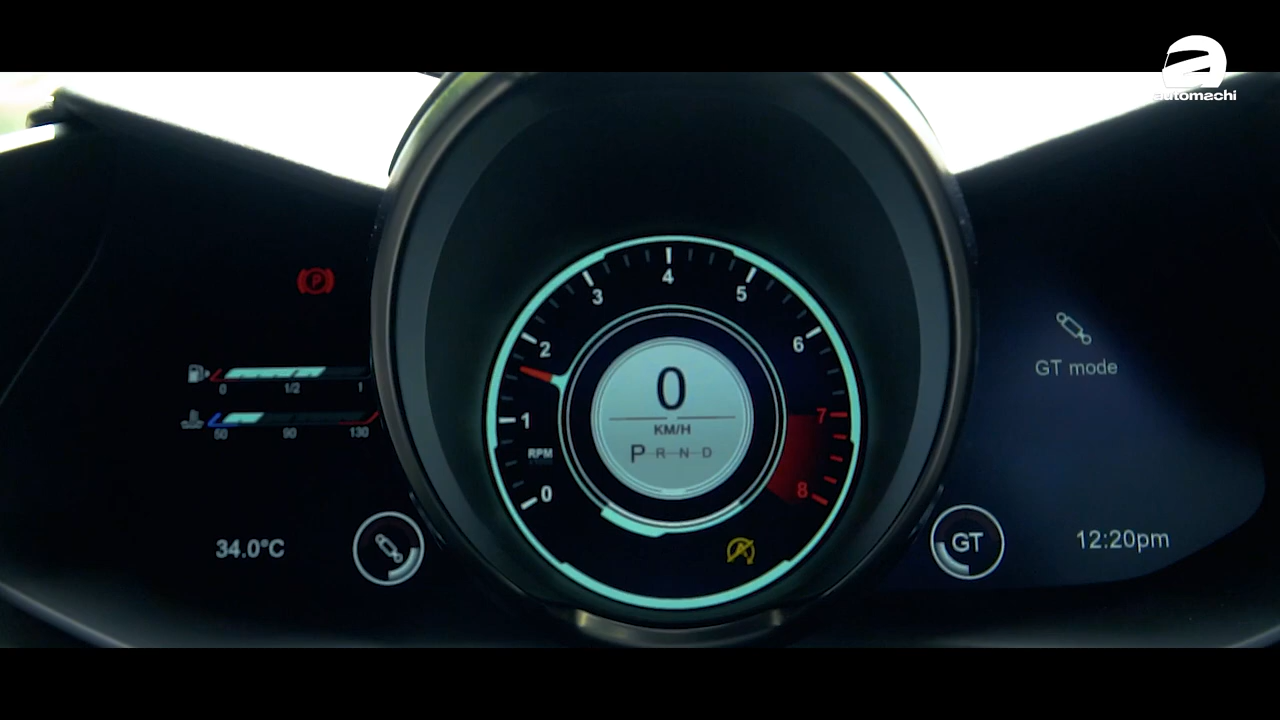 automachi
4
3
5
2
6
1
7
RPM
0
8
0
KM/H
P R N D
P
0 1/2 1
50 90 130
34.0°C
GT mode
GT
12:20pm